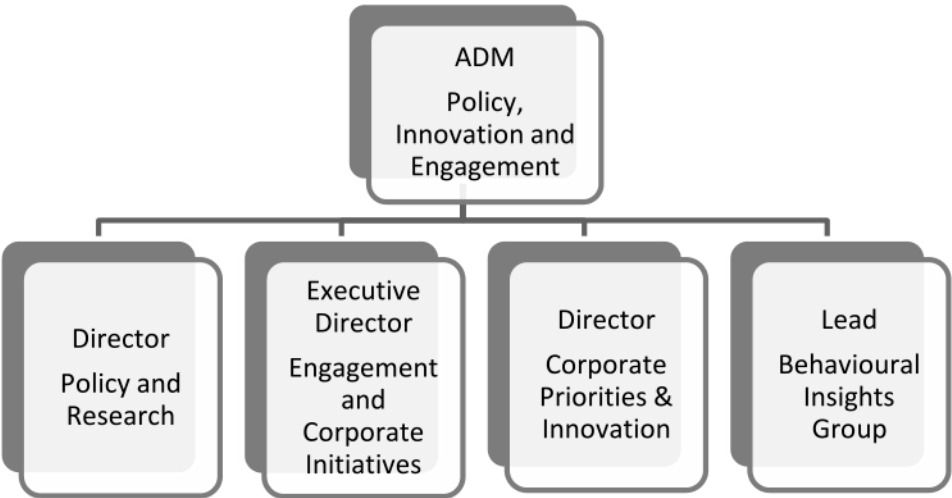 ADM
Policy,
Innovation and
Engagement
Director
Policy and
Research
Executive
Director
Engagement
and
Corporate
Initiatives
Director
Corporate
Priorities &
Innovation
Lead
Behavioural
Insights
Group